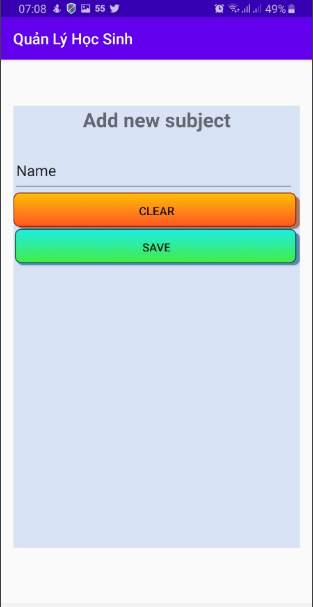 07:08 55 49%
Quản Lý Học Sinh
Add new subject
Name
CLEAR
SAVE